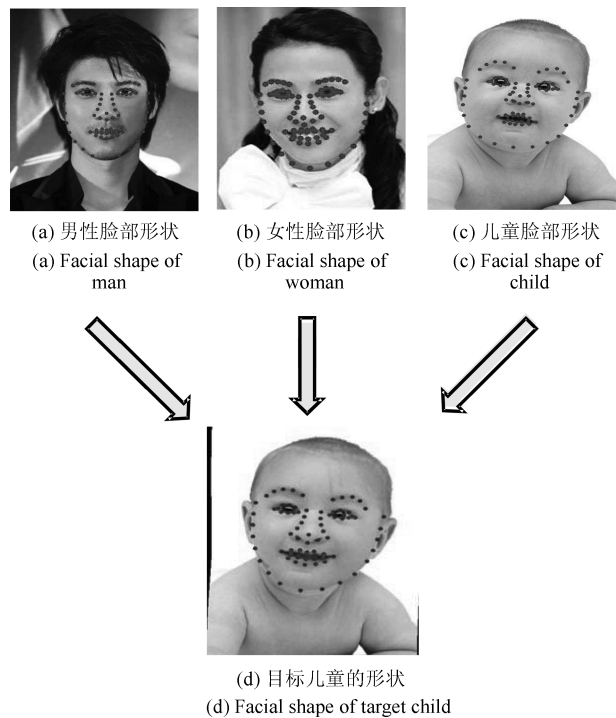 (a) 男性脸部形状
(b) 女性脸部形状
(c) 儿童脸部形状
(a) Facial shape of man
(b) Facial shape of woman
(c) Facial shape of child
(d) 目标儿童的形状
(d) Facial shape of target child